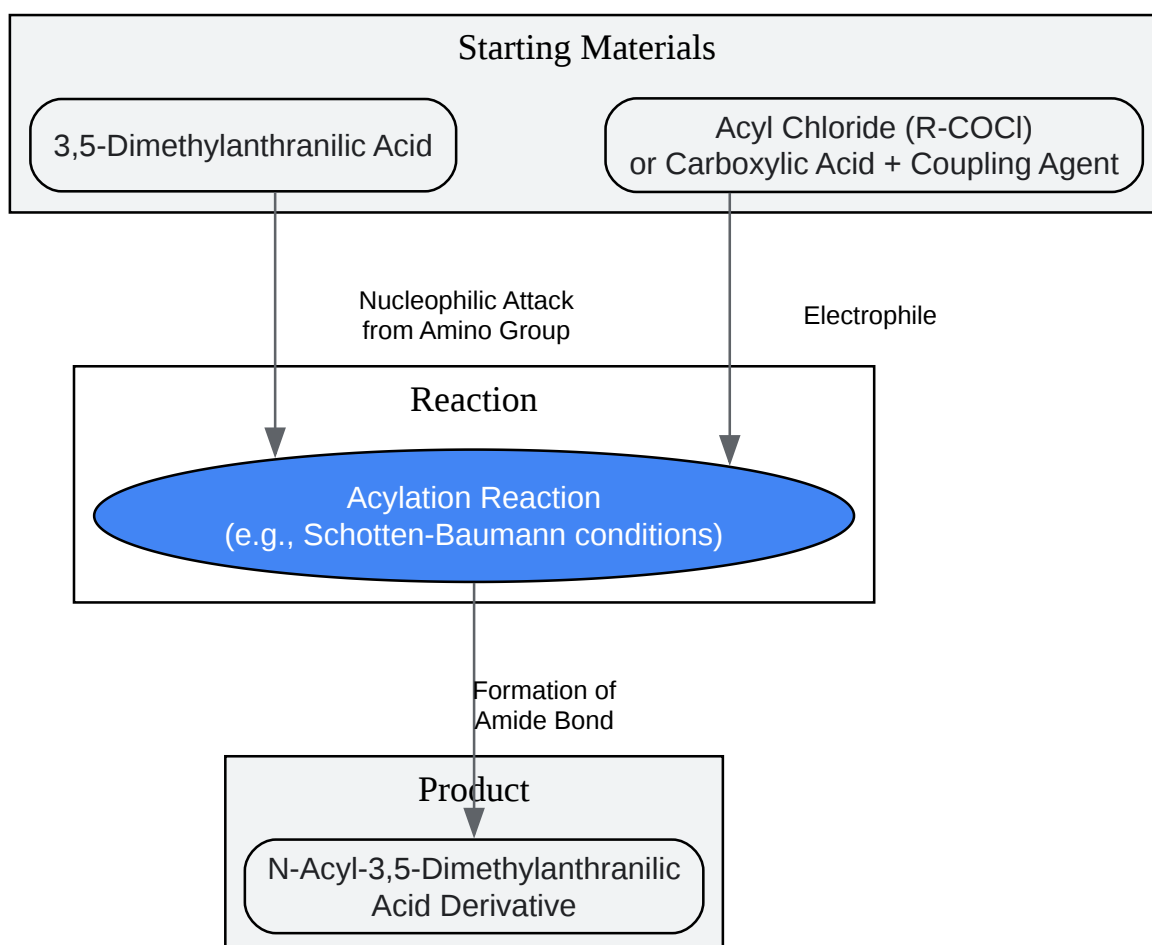 Starting Materials
3,5-Dimethylanthranilic Acid
Acyl Chloride (R-COCl)
or Carboxylic Acid + Coupling Agent
Nucleophilic Attack
from Amino Group
Electrophile
Reaction
Acylation Reaction
(e.g., Schotten-Baumann conditions)
Formation of
Amide Bond
Product
N-Acyl-3,5-Dimethylanthranilic
Acid Derivative